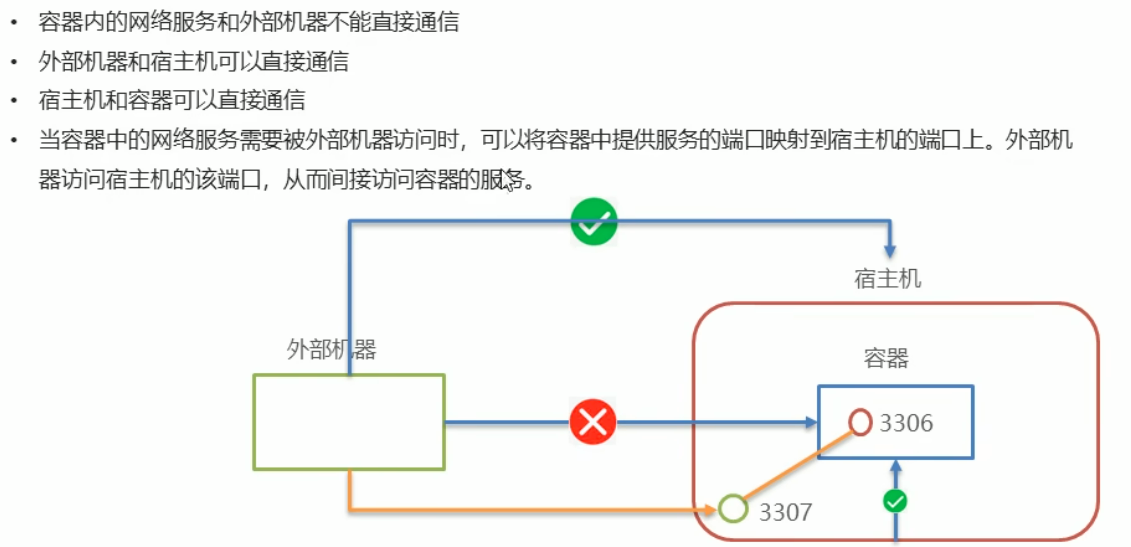 • 容器内的网络服务和外部机器不能直接通信
• 外部机器和宿主机可以直接通信
• 宿主机和容器可以直接通信
• 当容器中的网络服务需要被外部机器访问时，可以将容器中提供服务的端口映射到宿主机的端口上。外部机
器访问宿主机的该端口，从而间接访问容器的服务。
宿主机
外部机器
容器
3306
3307